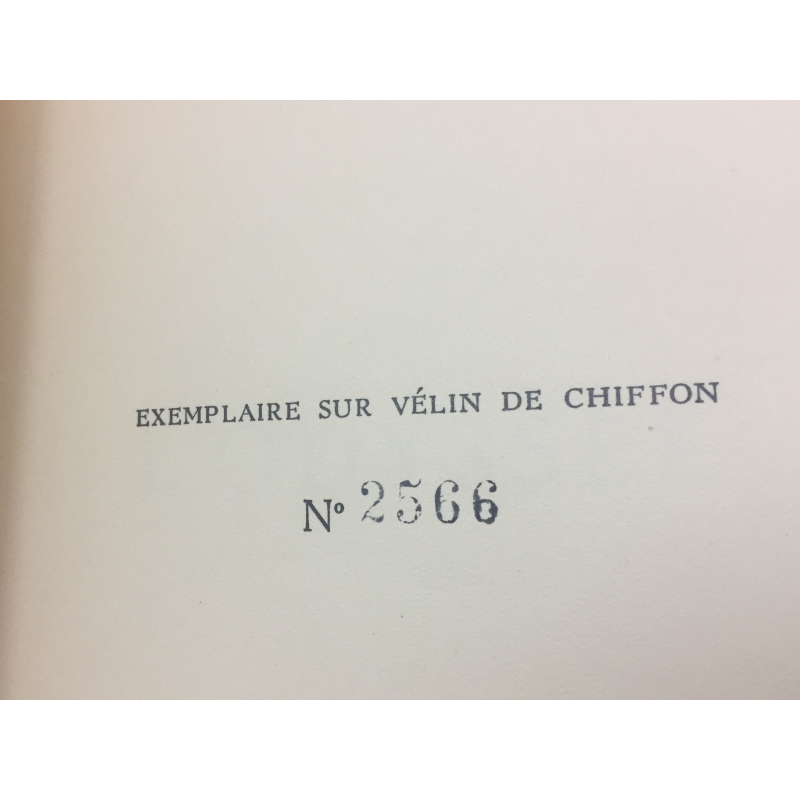 EXEMPLAIRE SUR VÉLIN DE CHIFFON
Nº 2566